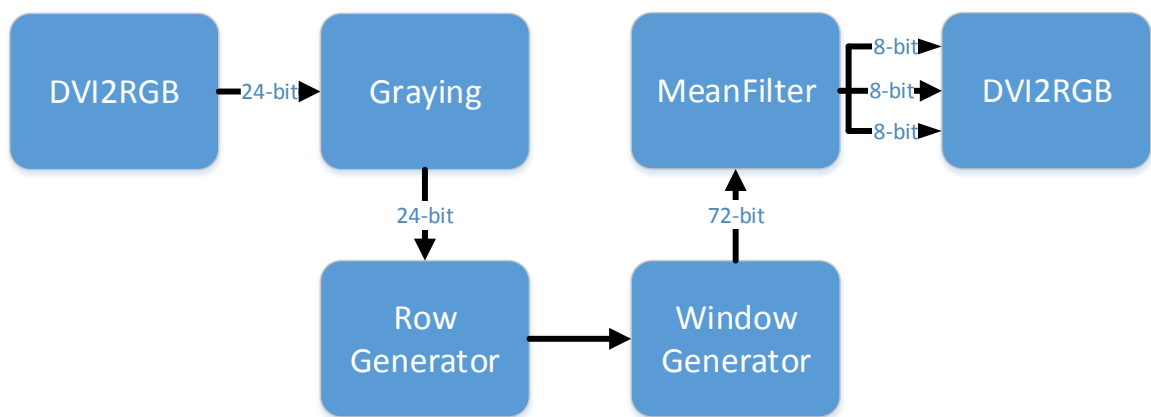 DVI2RGB
24-bit
Graying
24-bit
Row
Generator
Window
Generator
72-bit
MeanFilter
8-bit
8-bit
8-bit
DVI2RGB